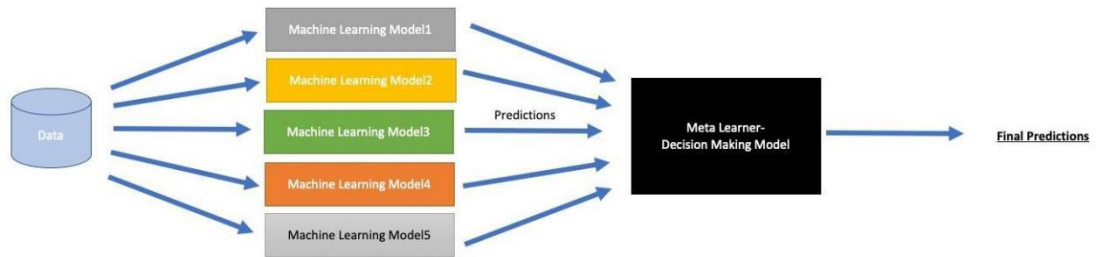 Data
Machine Learning Model1
Machine Learning Model2
Machine Learning Model3
Machine Learning Model4
Machine Learning Model5
Predictions
Meta Learner-
Decision Making Model
Final Predictions